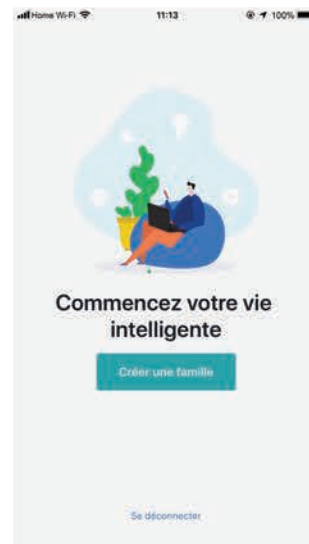 Home Wi-Fi 11:13 100%
Commencez votre vie
intelligente
Créer une famille
Se déconnecter